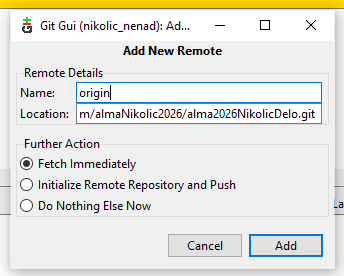 Git Gui (nikolic_nenad): Ad...
Add New Remote
Remote Details
Name: origin
Location: m/almaNikolic2026/alma2026NikolicDelo.git
Further Action
Fetch Immediately
Initialize Remote Repository and Push
Do Nothing Else Now
Cancel Add
La